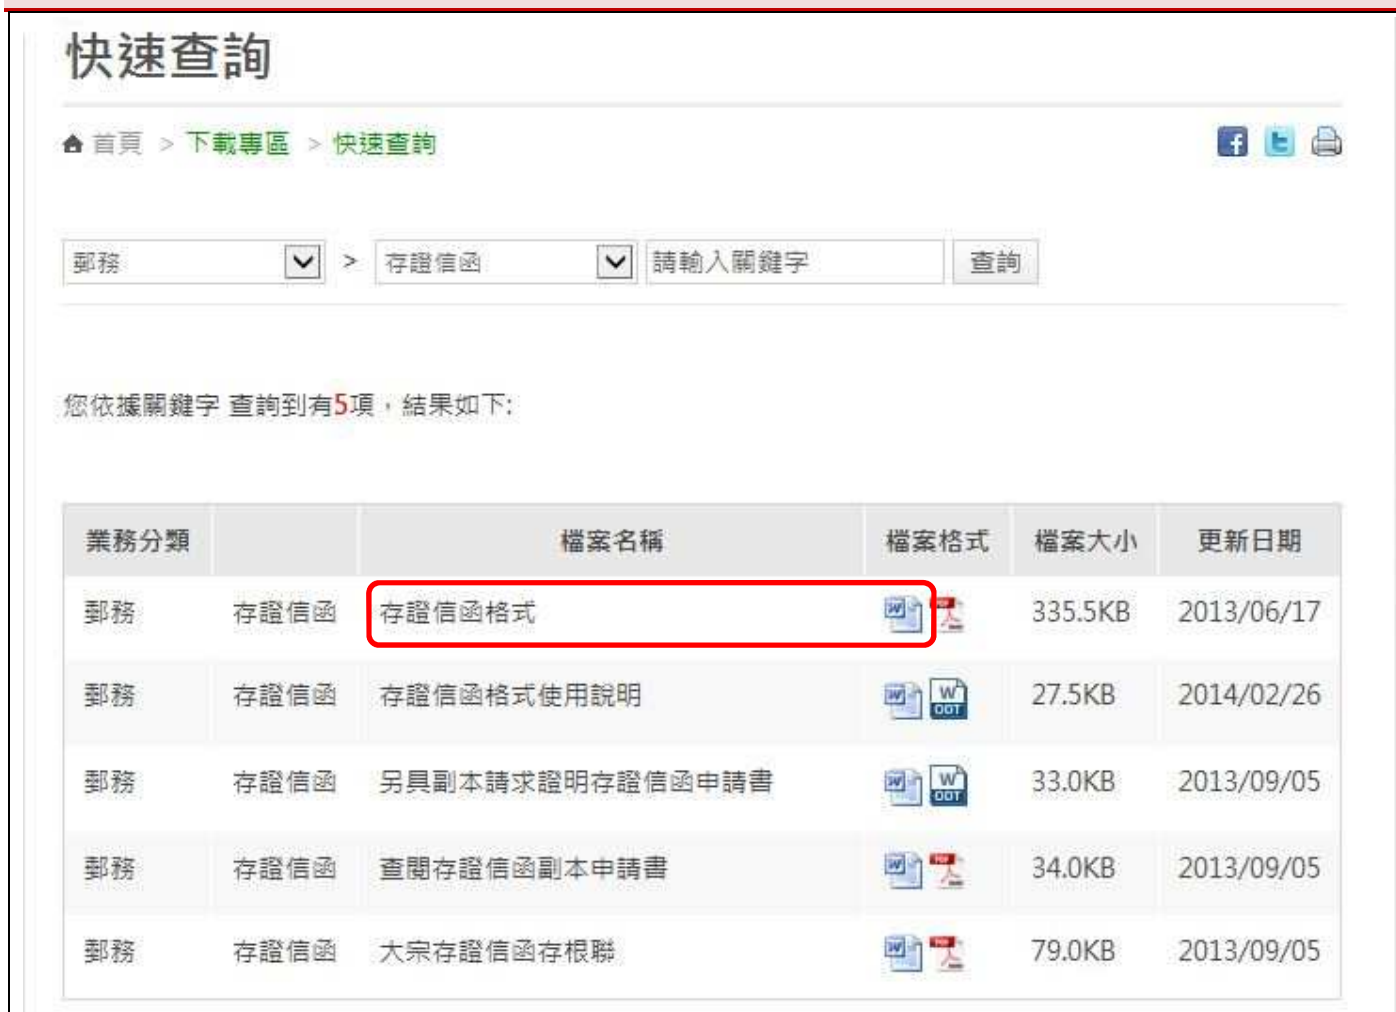 快速查詢
首頁 > 下載專區 > 快速查詢
郵務 > 存證信函 請輸入關鍵字 查詢
您依據關鍵字 查詢到有5項，結果如下:
業務分類 檔案名稱 檔案格式 檔案大小 更新日期
郵務 存證信函 存證信函格式 335.5KB 2013/06/17
郵務 存證信函 存證信函格式使用說明 27.5KB 2014/02/26
郵務 存證信函 另具副本請求證明存證信函申請書 33.0KB 2013/09/05
郵務 存證信函 查閱存證信函副本申請書 34.0KB 2013/09/05
郵務 存證信函 大宗存證信函存根聯 79.0KB 2013/09/05